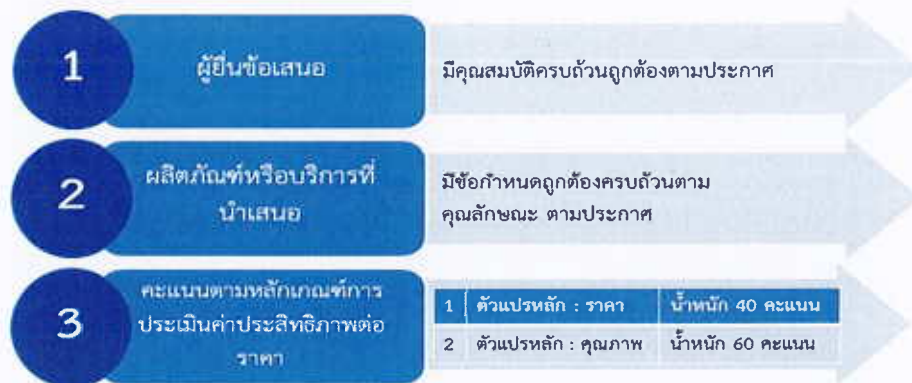 1
ผู้ยื่นข้อเสนอ
มีคุณสมบัติครบถ้วนถูกต้องตามประกาศ
2
ผลิตภัณฑ์หรือบริการที่
นำเสนอ
มีข้อกำหนดถูกต้องครบถ้วนตาม
คุณลักษณะ ตามประกาศ
3
คะแนนตามหลักเกณฑ์การ
ประเมินค่าประสิทธิภาพต่อ
ราคา
1 ตัวแปรหลัก : ราคา น้ำหนัก 40 คะแนน
2 ตัวแปรหลัก : คุณภาพ น้ำหนัก 60 คะแนน